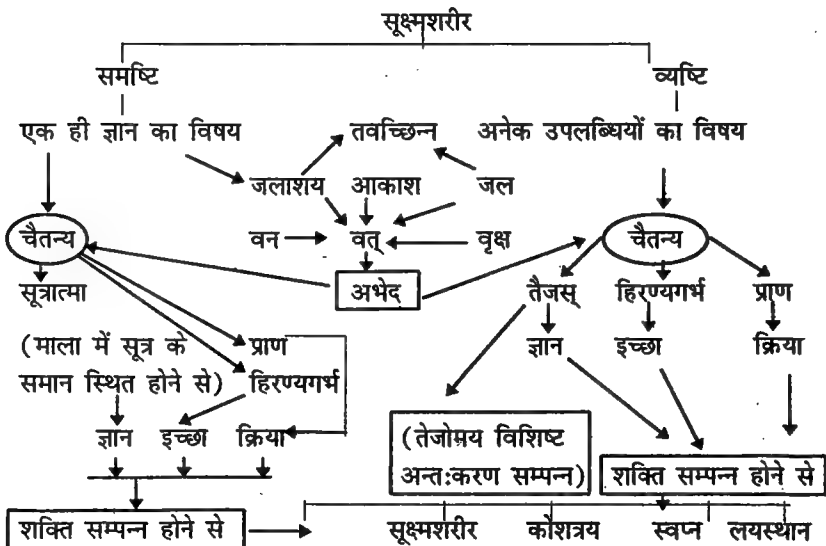 सूक्ष्मशरीर
समष्टि व्यष्टि
एक ही ज्ञान का विषय तवच्छिन्न अनेक उपलब्धियों का विषय
जलाशय आकाश जल
चैतन्य वन वत् वृक्ष चैतन्य
सूत्रात्मा अभेद तैजस् हिरण्यगर्भ प्राण
(माला में सूत्र के प्राण ज्ञान इच्छा क्रिया
समान स्थित होने से) हिरण्यगर्भ
ज्ञान इच्छा क्रिया (तेजोमय विशिष्ट
अन्तःकरण सम्पन्न) शक्ति सम्पन्न होने से
शक्ति सम्पन्न होने से सूक्ष्मशरीर कोशत्रय स्वप्न लयस्थान